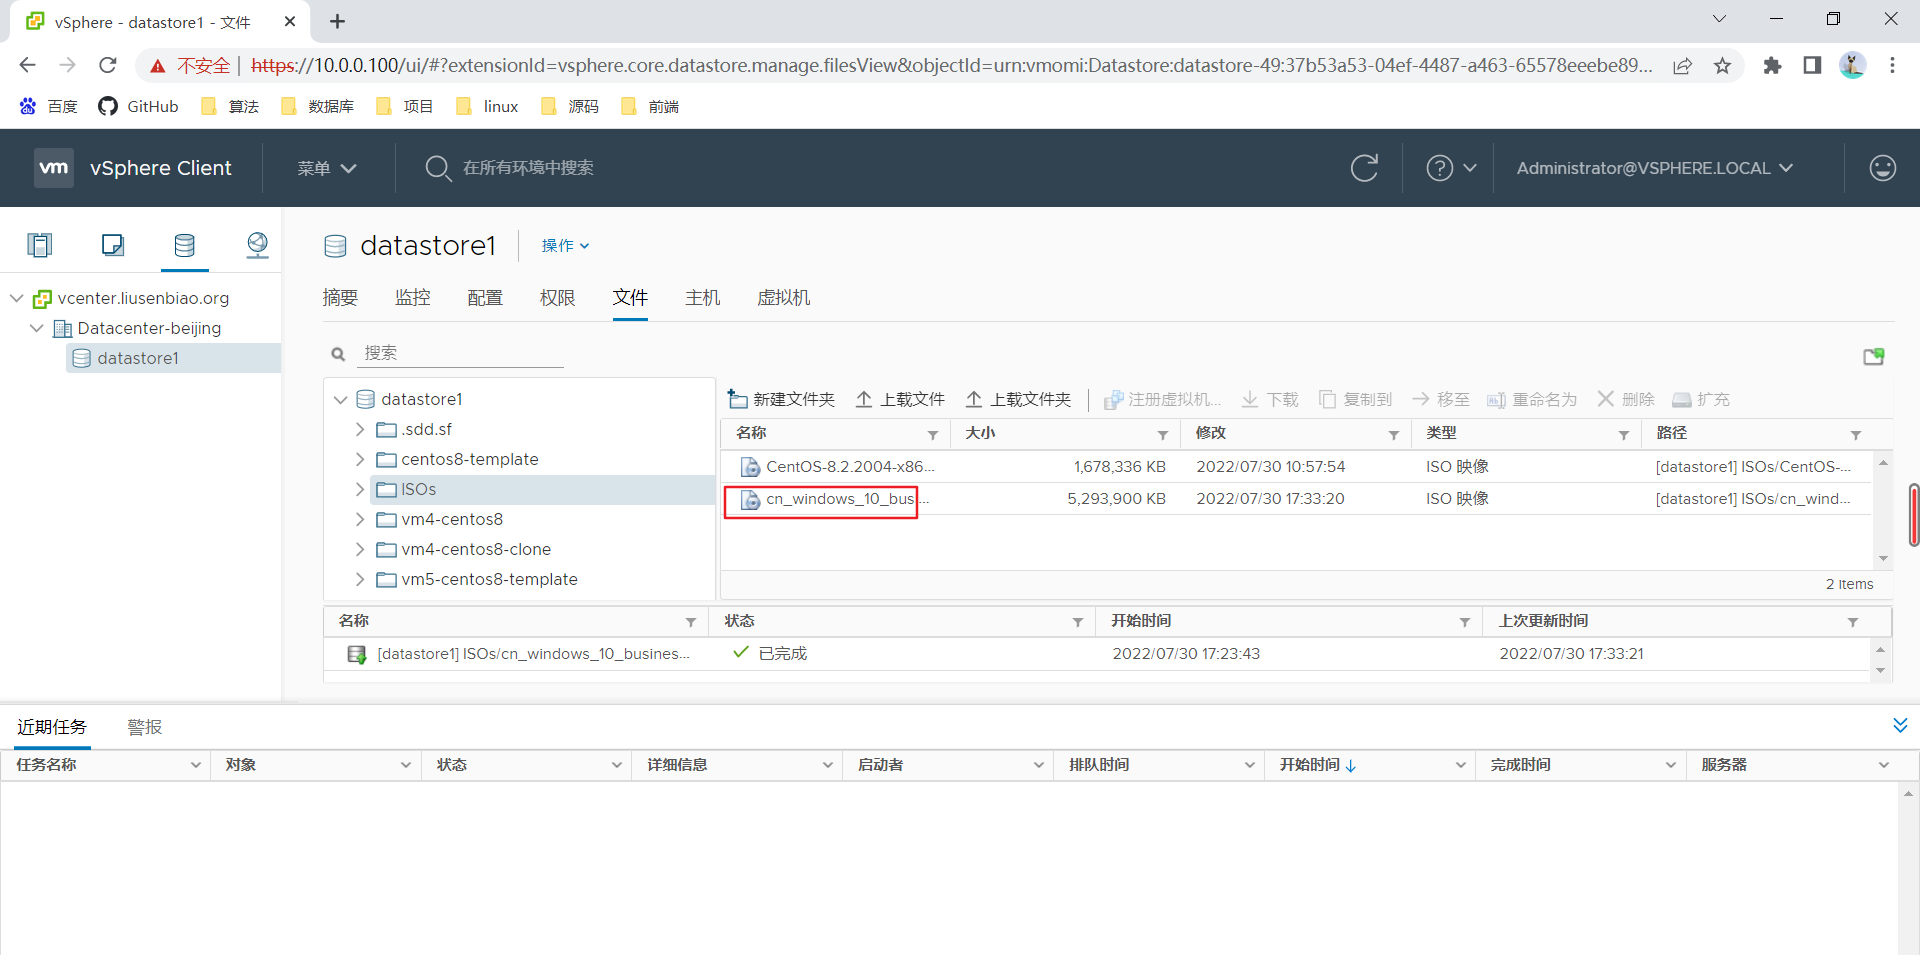 vSphere - datastore1 - 文件
不安全 | https://10.0.0.100/ui/#?extensionId=vsphere.core.datastore.manage.filesView&objectId=urn:vmomi:Datastore:datastore-49:37b53a53-04ef-4487-a463-65578eeebe89...
百度 GitHub 算法 数据库 项目 linux 源码 前端
vm vSphere Client 菜单 在所有环境中搜索 Administrator@VSPHERE.LOCAL
datastore1 操作
vcenter.liusenbiao.org
Datacenter-beijing
datastore1
摘要 监控 配置 权限 文件 主机 虚拟机
搜索
datastore1
.sdd.sf
centos8-template
ISOs
vm4-centos8
vm4-centos8-clone
vm5-centos8-template
新建文件夹 上载文件 上载文件夹 注册虚拟机... 下载 复制到 移至 重命名为 删除 扩充
名称 大小 修改 类型 路径
CentOS-8.2.2004-x86... 1,678,336 KB 2022/07/30 10:57:54 ISO 映像 [datastore1] ISOs/CentOS-...
cn_windows_10_bus... 5,293,900 KB 2022/07/30 17:33:20 ISO 映像 [datastore1] ISOs/cn_wind...
2 items
名称 状态 开始时间 上次更新时间
[datastore1] ISOs/cn_windows_10_busines... 已完成 2022/07/30 17:23:43 2022/07/30 17:33:21
近期任务 警报
任务名称 对象 状态 详细信息 启动者 排队时间 开始时间 完成时间 服务器